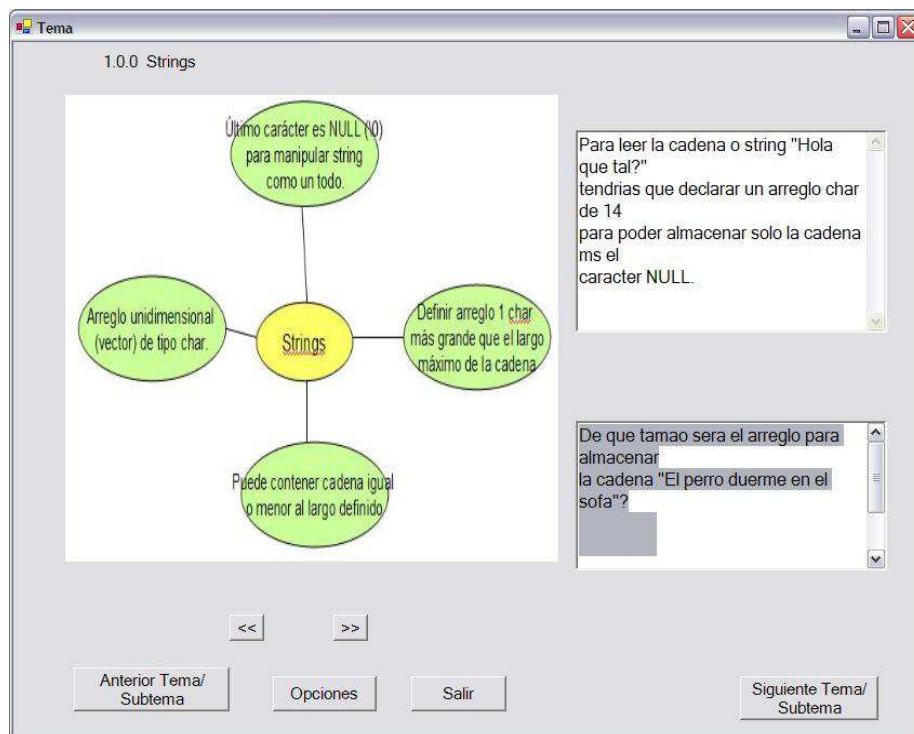 Tema
1.0.0 Strings
Último carácter es NULL (\0)
para manipular string
como un todo.
Arreglo unidimensional
(vector) de tipo char.
Strings
Definir arreglo 1 char
más grande que el largo
máximo de la cadena
Puede contener cadena igual
o menor al largo definido
Para leer la cadena o string "Hola
que tal?"
tendrias que declarar un arreglo char
de 14
para poder almacenar solo la cadena
ms el
caracter NULL.
De que tamao sera el arreglo para
almacenar
la cadena "El perro duerme en el
sofa"?
<<
>>
Anterior Tema/
Subtema
Opciones
Salir
Siguiente Tema/
Subtema